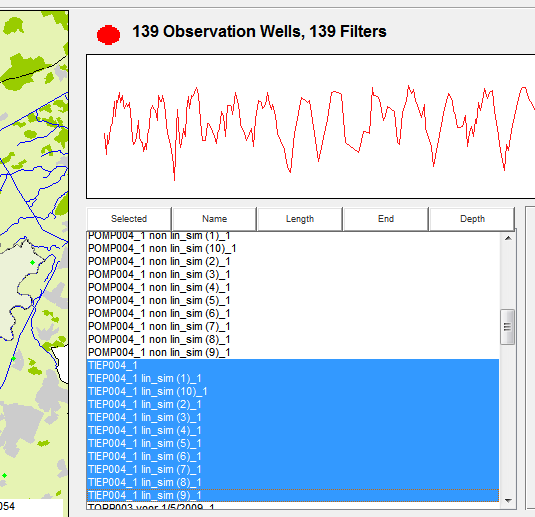 139 Observation Wells, 139 Filters
Selected Name Length End Depth
POMP004_1 non lin_sim (1)_1
POMP004_1 non lin_sim (10)_1
POMP004_1 non lin_sim (2)_1
POMP004_1 non lin_sim (3)_1
POMP004_1 non lin_sim (4)_1
POMP004_1 non lin_sim (5)_1
POMP004_1 non lin_sim (6)_1
POMP004_1 non lin_sim (7)_1
POMP004_1 non lin_sim (8)_1
POMP004_1 non lin_sim (9)_1
TIEP004_1
TIEP004_1 lin_sim (1)_1
TIEP004_1 lin_sim (10)_1
TIEP004_1 lin_sim (2)_1
TIEP004_1 lin_sim (3)_1
TIEP004_1 lin_sim (4)_1
TIEP004_1 lin_sim (5)_1
TIEP004_1 lin_sim (6)_1
TIEP004_1 lin_sim (7)_1
TIEP004_1 lin_sim (8)_1
TIEP004_1 lin_sim (9)_1
TORP003 voor 1/5/2009_1
054